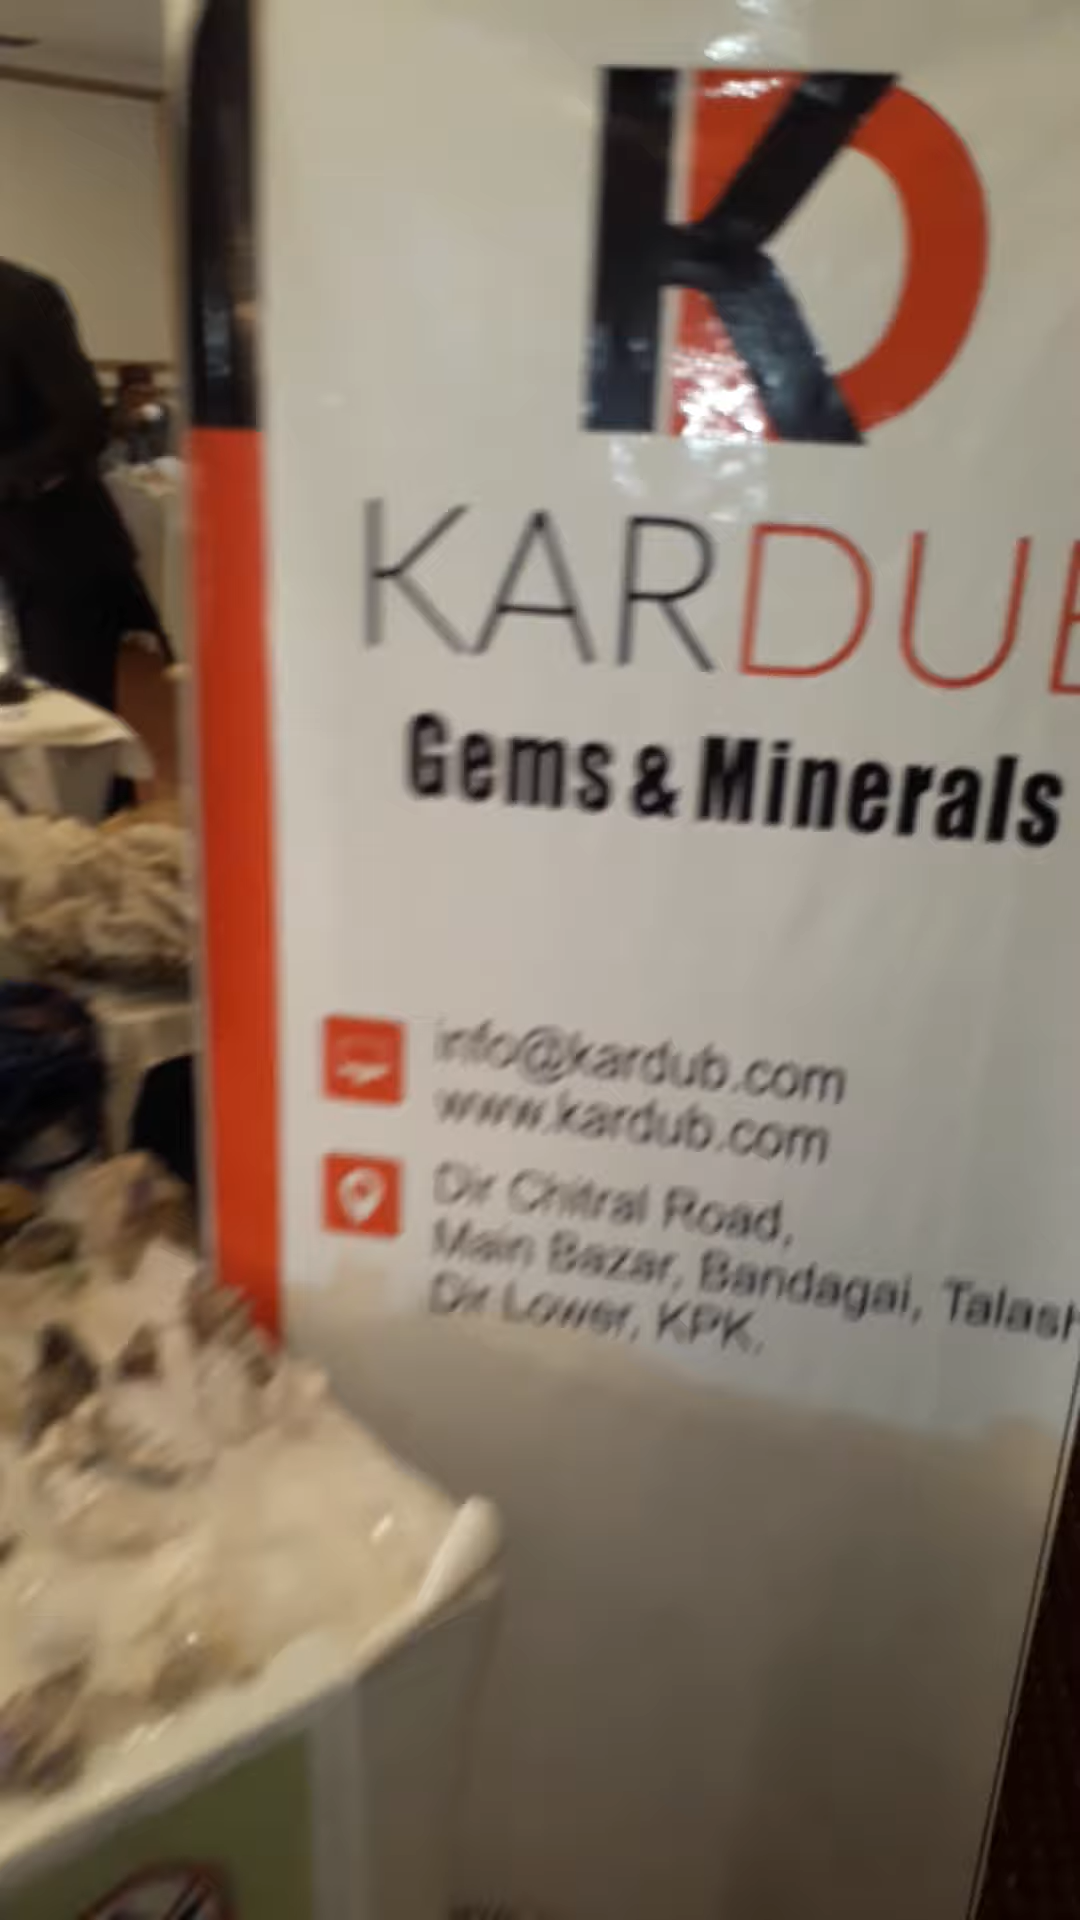 KD
KARDUB
Gems & Minerals
info@kardub.com
www.kardub.com
Dir Chitral Road,
Main Bazar, Bandagai, Talash
Dir Lower, KPK.